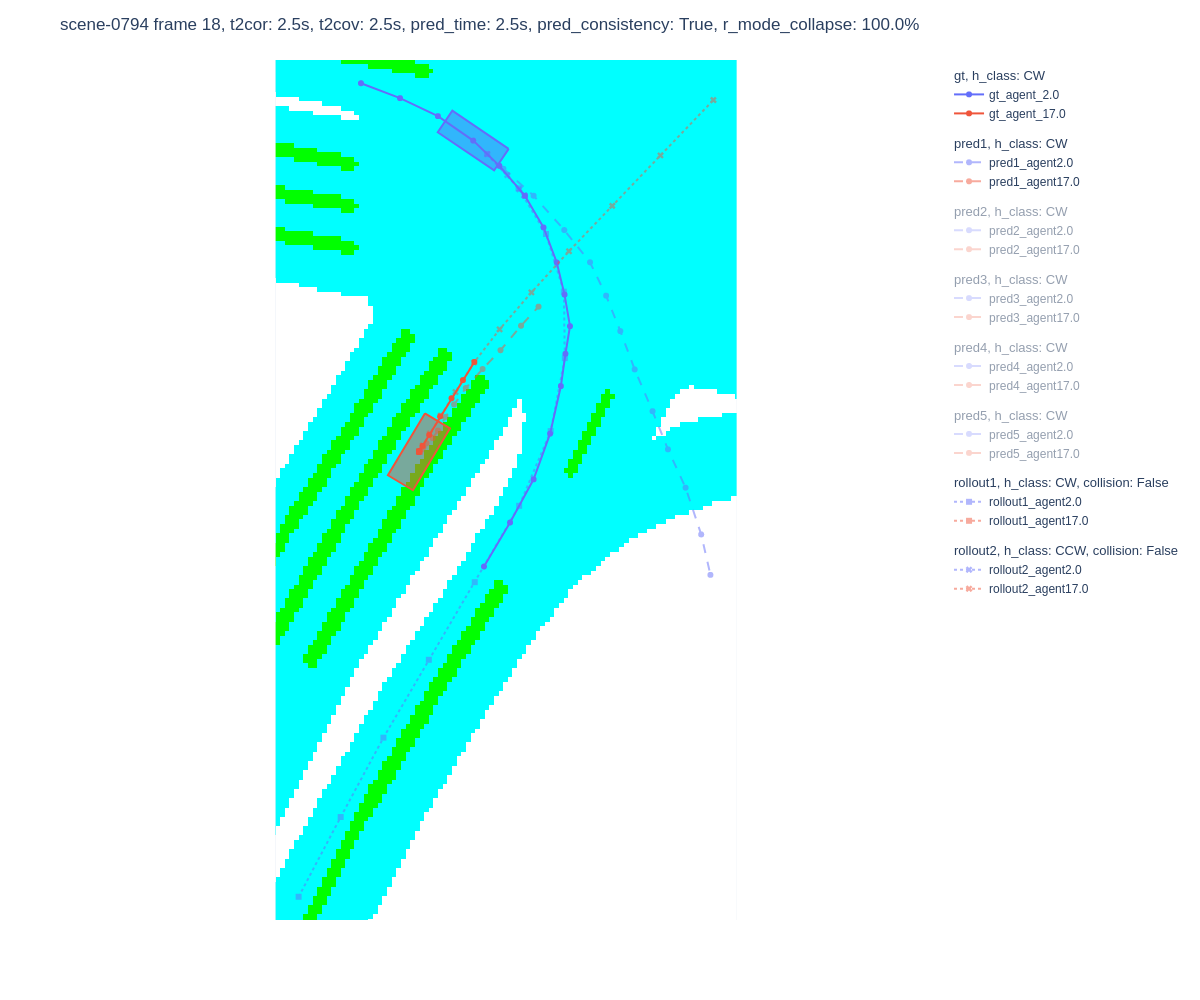 scene-0794 frame 18, t2cor: 2.5s, t2cov: 2.5s, pred_time: 2.5s, pred_consistency: True, r_mode_collapse: 100.0%
gt, h_class: CW
gt_agent_2.0
gt_agent_17.0
pred1, h_class: CW
pred1_agent2.0
pred1_agent17.0
pred2, h_class: CW
pred2_agent2.0
pred2_agent17.0
pred3, h_class: CW
pred3_agent2.0
pred3_agent17.0
pred4, h_class: CW
pred4_agent2.0
pred4_agent17.0
pred5, h_class: CW
pred5_agent2.0
pred5_agent17.0
rollout1, h_class: CW, collision: False
rollout1_agent2.0
rollout1_agent17.0
rollout2, h_class: CCW, collision: False
rollout2_agent2.0
rollout2_agent17.0